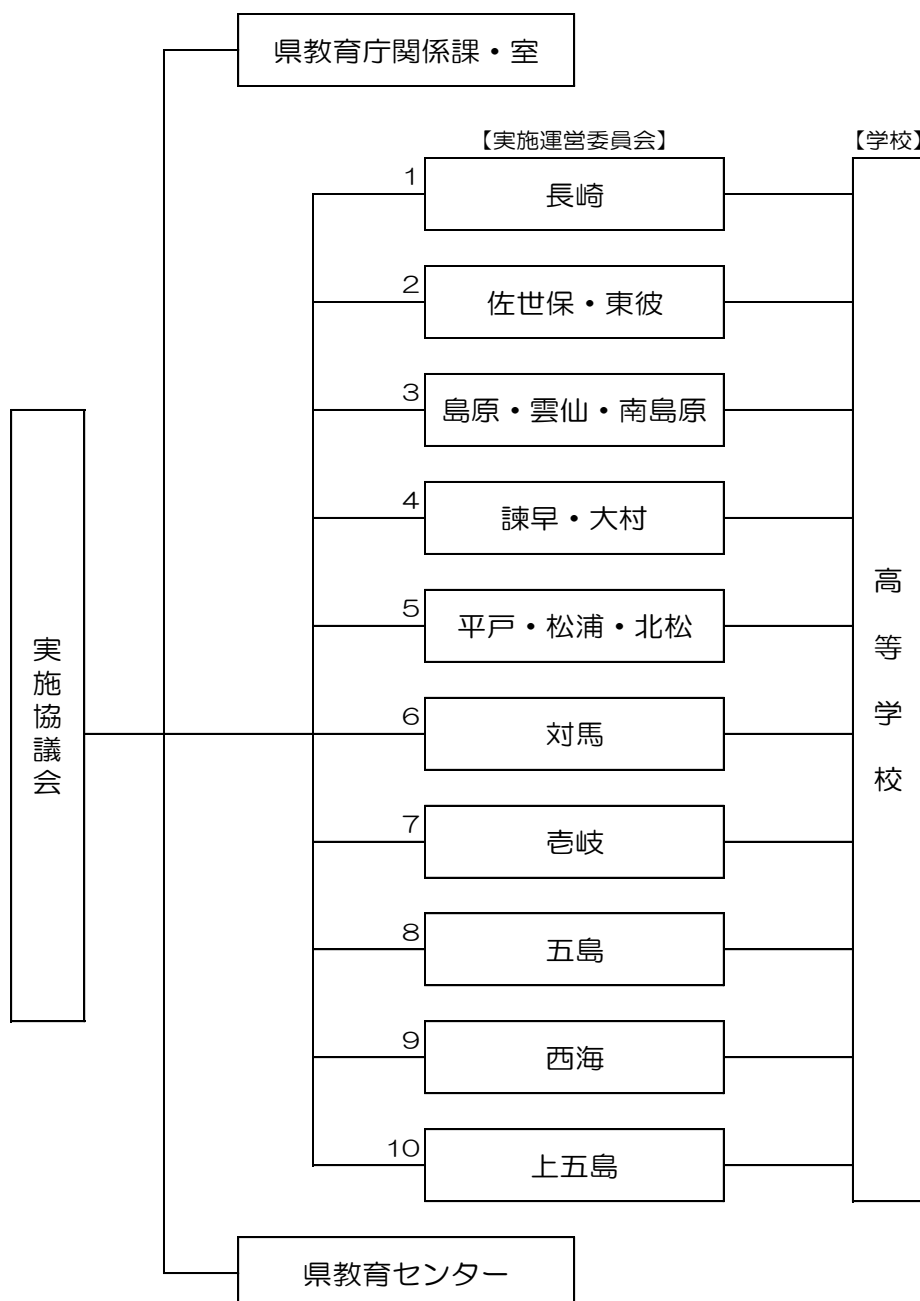 県教育庁関係課・室
【実施運営委員会】
【学校】
1
長崎
2
佐世保・東彼
3
島原・雲仙・南島原
4
諫早・大村
5
平戸・松浦・北松
6
対馬
7
壱岐
8
五島
9
西海
10
上五島
実施協議会
高等学校
県教育センター